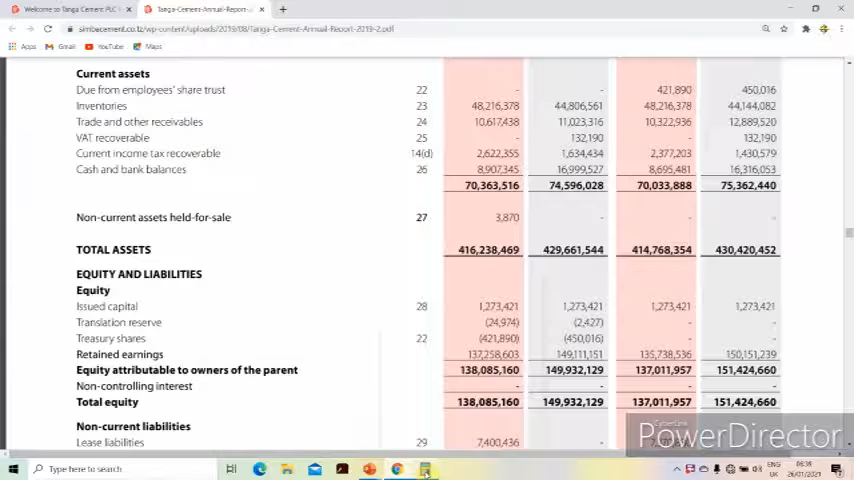 Welcome to Tanga Cement PLC
Tanga-Cement-Annual-Report-2019-2.pdf
simbacement.co.tz/wp-content/uploads/2019/08/Tanga-Cement-Annual-Report-2019-2.pdf
Apps Gmail YouTube Maps
Current assets
Due from employees' share trust 22 - - 421,890 450,016
Inventories 23 48,216,378 44,806,561 48,216,378 44,144,082
Trade and other receivables 24 10,617,438 11,023,316 10,322,936 12,889,520
VAT recoverable 25 - 132,190 - 132,190
Current income tax recoverable 14(d) 2,622,355 1,634,434 2,377,203 1,430,579
Cash and bank balances 26 8,907,345 16,999,527 8,695,481 16,316,053
70,363,516 74,596,028 70,033,888 75,362,440
Non-current assets held-for-sale 27 3,870 - - -
TOTAL ASSETS 416,238,469 429,661,544 414,768,354 430,420,452
EQUITY AND LIABILITIES
Equity
Issued capital 28 1,273,421 1,273,421 1,273,421 1,273,421
Translation reserve (24,974) (2,427) - -
Treasury shares 22 (421,890) (450,016) - -
Retained earnings 137,258,603 149,111,151 135,738,536 150,151,239
Equity attributable to owners of the parent 138,085,160 149,932,129 137,011,957 151,424,660
Non-controlling interest - - - -
Total equity 138,085,160 149,932,129 137,011,957 151,424,660
Non-current liabilities
Lease liabilities 29 7,400,436 -
CyberLink
PowerDirector
Type here to search
ENG
UK
08:39
26/01/2021